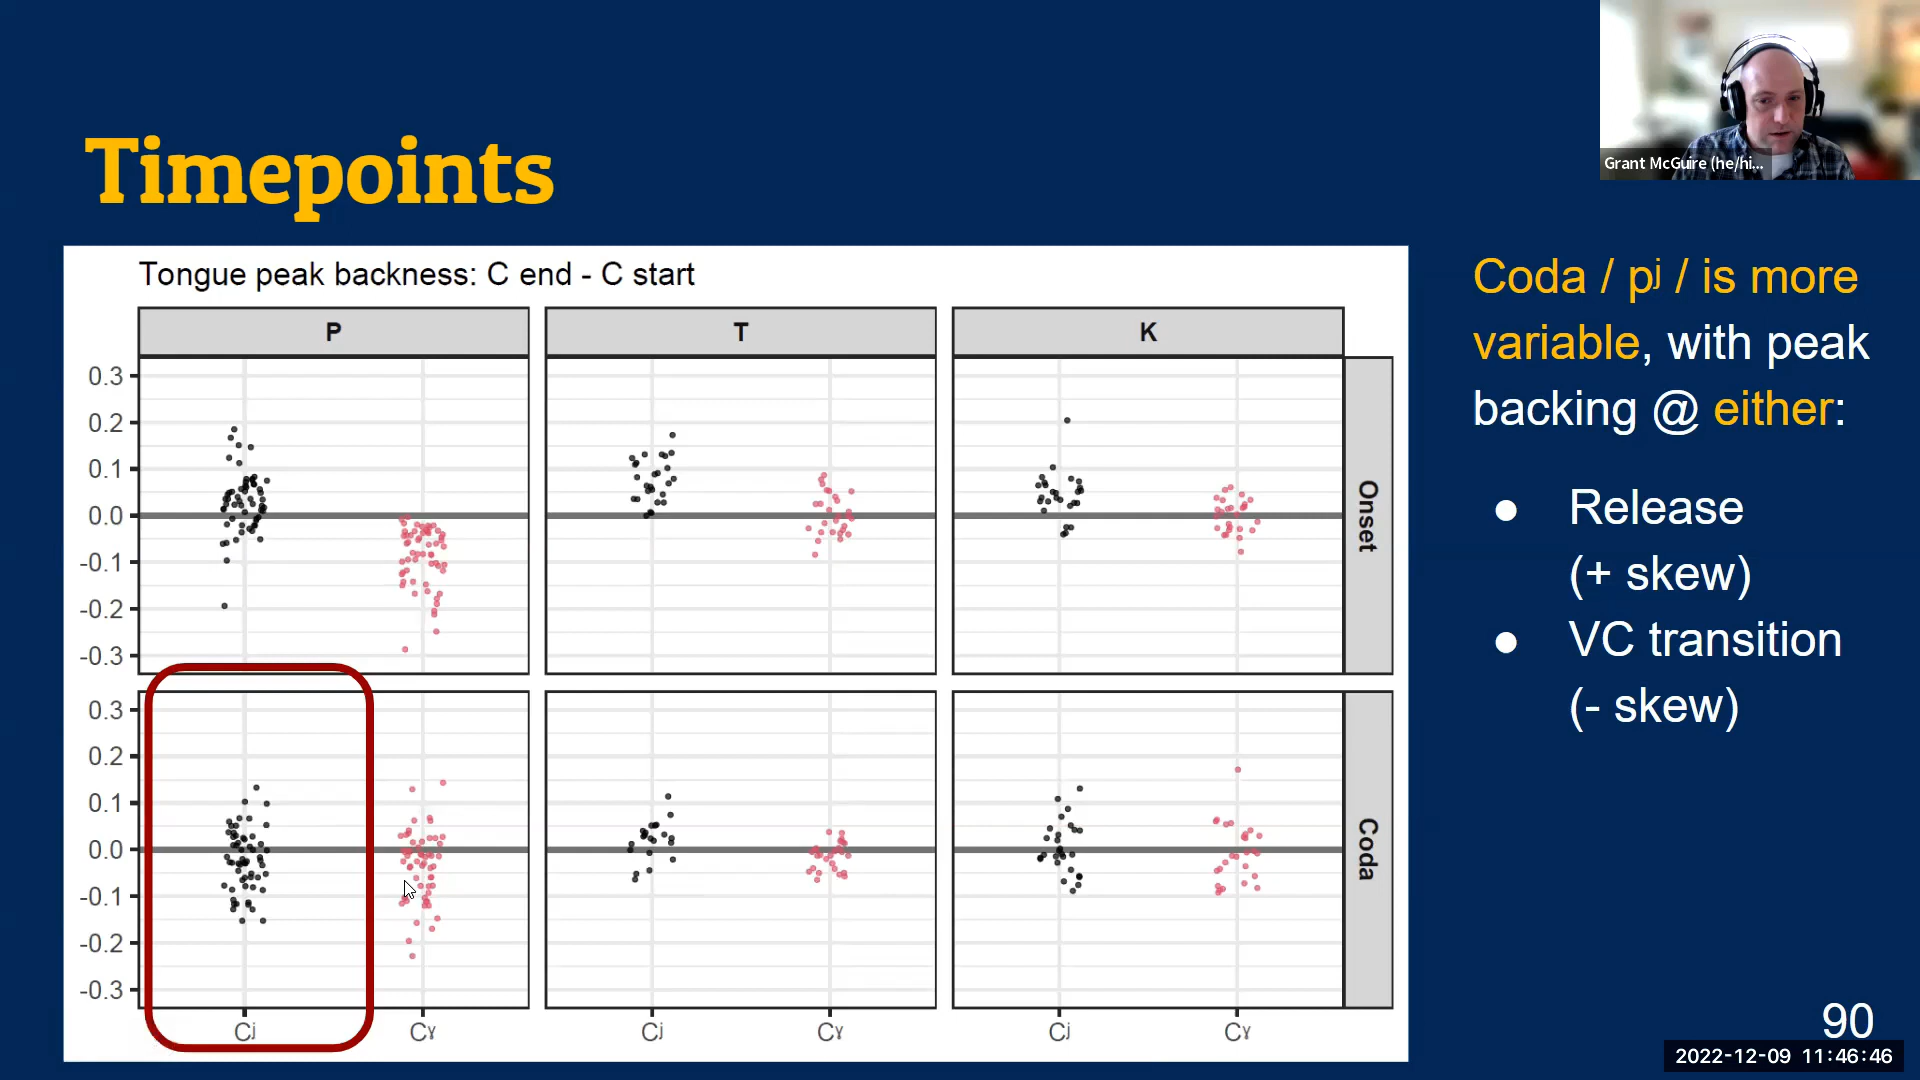 Timepoints
Grant McGuire (he/hi...
Tongue peak backness: C end - C start
P T K
0.3
0.2
0.1
0.0
-0.1
-0.2
-0.3
Onset
0.3
0.2
0.1
0.0
-0.1
-0.2
-0.3
Coda
Cʲ Cˠ Cʲ Cˠ Cʲ Cˠ
Coda / pʲ / is more
variable, with peak
backing @ either:
● Release
(+ skew)
● VC transition
(- skew)
90
2022-12-09 11:46:46